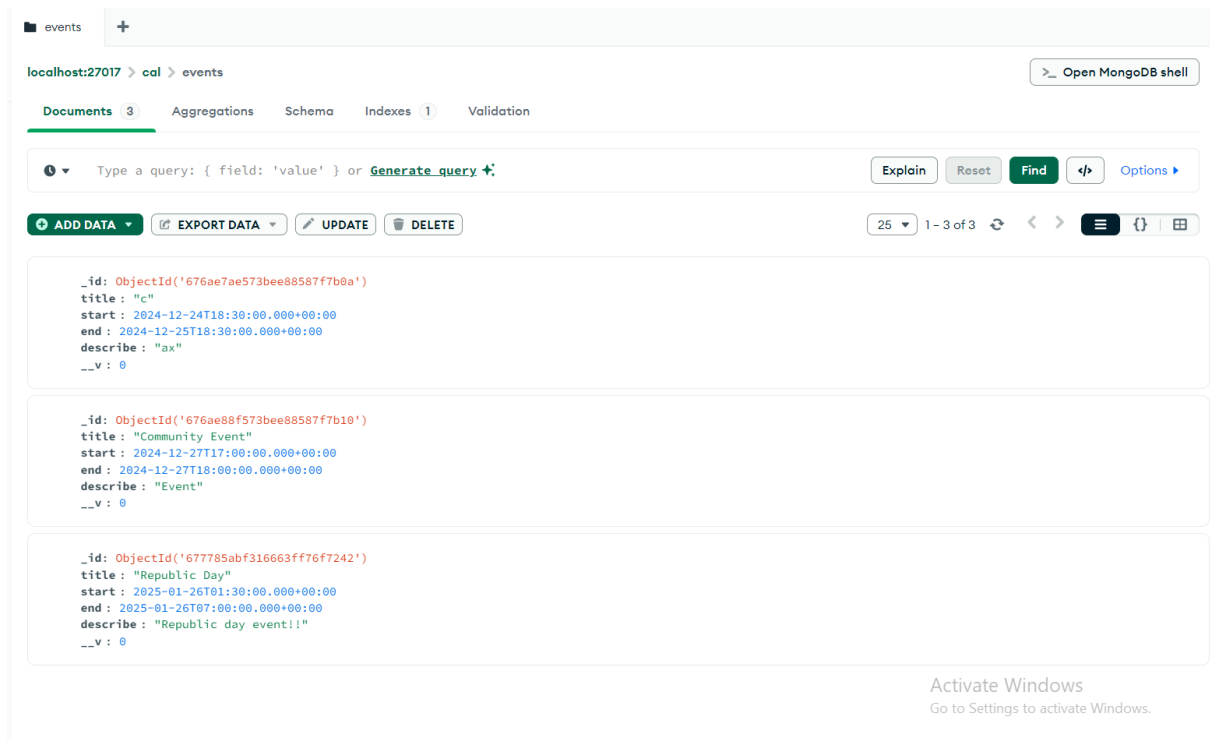 events
localhost:27017 > cal > events
>_ Open MongoDB shell
Documents 3 Aggregations Schema Indexes 1 Validation
Type a query: { field: 'value' } or Generate query
Explain Reset Find </> Options
ADD DATA EXPORT DATA UPDATE DELETE 25 1 – 3 of 3 {}
_id: ObjectId('676ae7ae573bee88587f7b0a')
title : "c"
start : 2024-12-24T18:30:00.000+00:00
end : 2024-12-25T18:30:00.000+00:00
describe : "ax"
__v : 0
_id: ObjectId('676ae88f573bee88587f7b10')
title : "Community Event"
start : 2024-12-27T17:00:00.000+00:00
end : 2024-12-27T18:00:00.000+00:00
describe : "Event"
__v : 0
_id: ObjectId('677785abf316663ff76f7242')
title : "Republic Day"
start : 2025-01-26T01:30:00.000+00:00
end : 2025-01-26T07:00:00.000+00:00
describe : "Republic day event!!"
__v : 0
Activate Windows
Go to Settings to activate Windows.